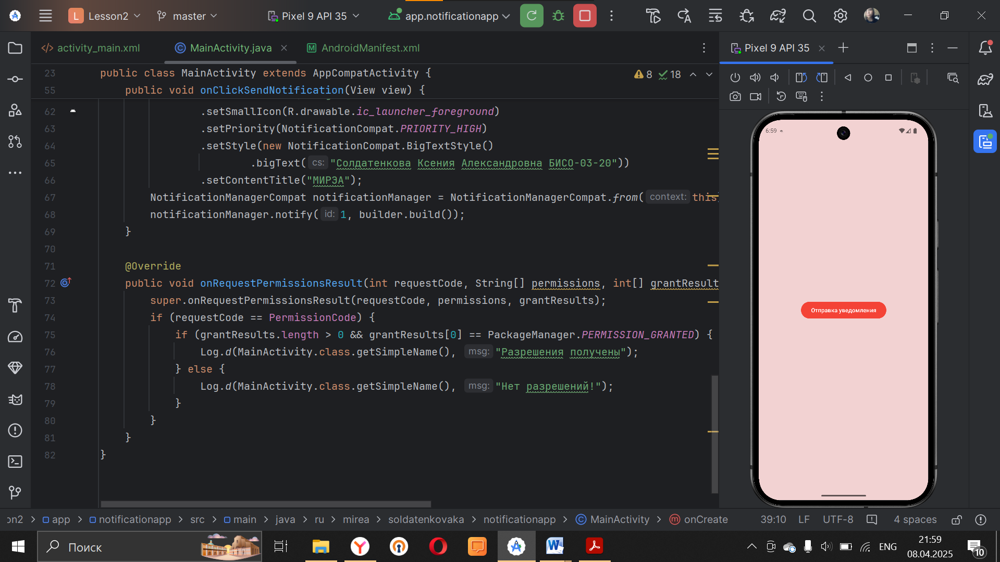 L Lesson2 master Pixel 9 API 35 app.notificationapp
</> activity_main.xml C MainActivity.java M AndroidManifest.xml Pixel 9 API 35
8 18
23 public class MainActivity extends AppCompatActivity {
55 public void onClickSendNotification(View view) {
62 .setSmallIcon(R.drawable.ic_launcher_foreground)
63 .setPriority(NotificationCompat.PRIORITY_HIGH)
64 .setStyle(new NotificationCompat.BigTextStyle()
65 .bigText( cs: "Солдатенкова Ксения Александровна БИСО-03-20"))
66 .setContentTitle("МИРЭА");
67 NotificationManagerCompat notificationManager = NotificationManagerCompat.from( context: this
68 notificationManager.notify( id: 1, builder.build());
69 }
70
71 @Override
72 public void onRequestPermissionsResult(int requestCode, String[] permissions, int[] grantResult
73 super.onRequestPermissionsResult(requestCode, permissions, grantResults);
74 if (requestCode == PermissionCode) {
75 if (grantResults.length > 0 && grantResults[0] == PackageManager.PERMISSION_GRANTED) {
76 Log.d(MainActivity.class.getSimpleName(), msg: "Разрешения получены");
77 } else {
78 Log.d(MainActivity.class.getSimpleName(), msg: "Нет разрешений!");
79 }
80 }
81 }
82 }
6:59
Отправка уведомления
on2 > app > notificationapp > src > main > java > ru > mirea > soldatenkovaka > notificationapp > C MainActivity > m onCreate 39:10 LF UTF-8 4 spaces
Поиск
ENG
21:59
08.04.2025
10